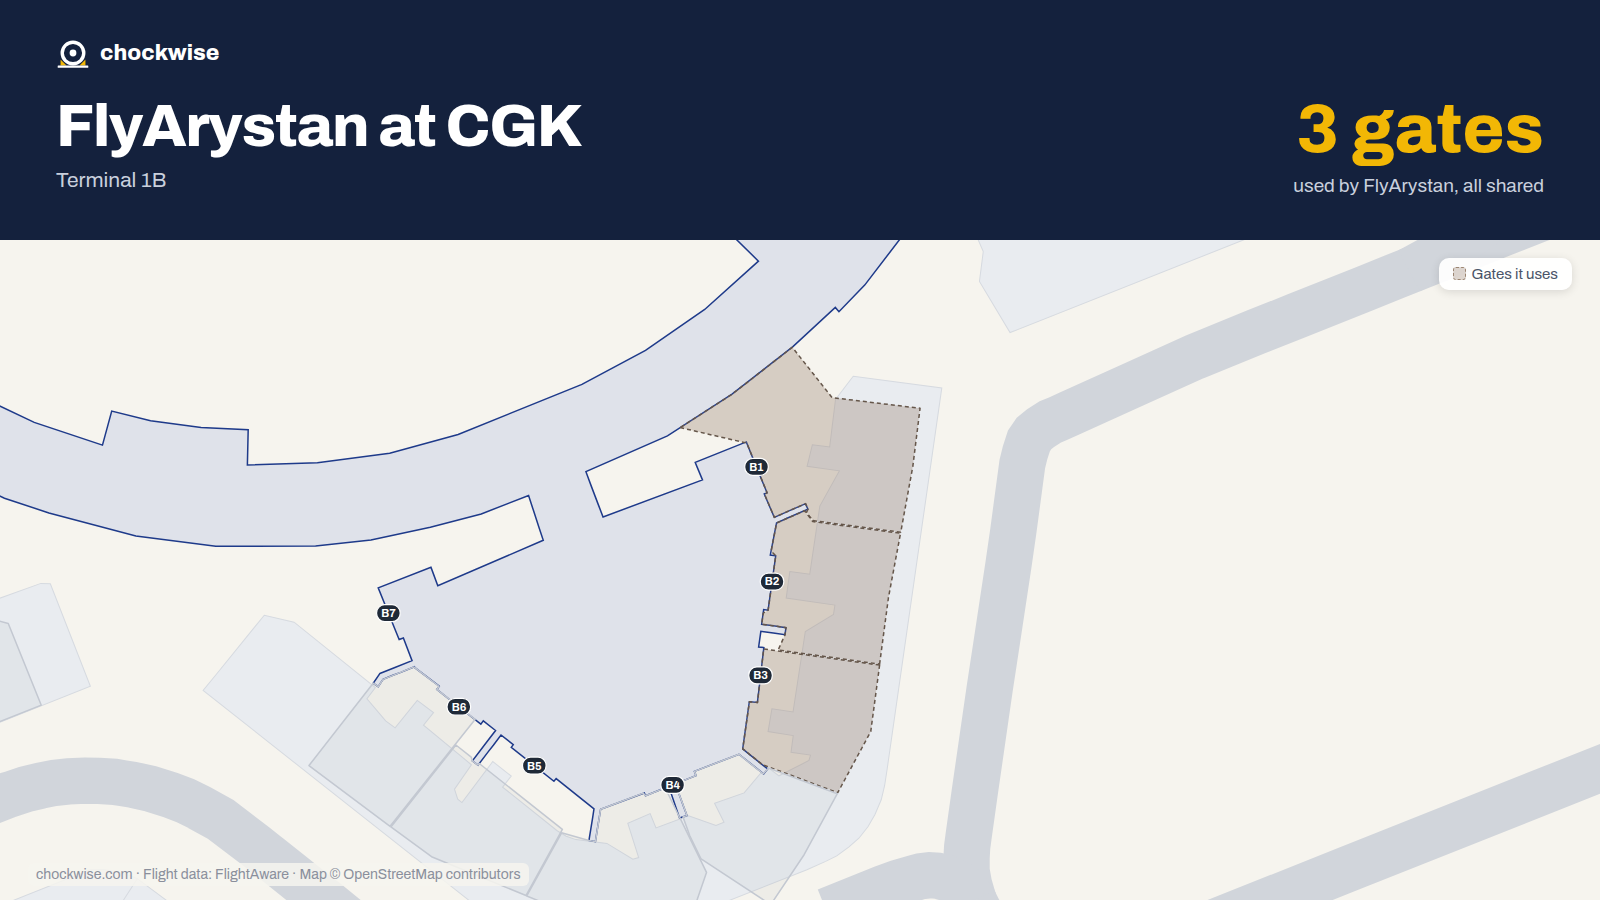 chockwise
FlyArystan at CGK
Terminal 1B
3 gates
used by FlyArystan, all shared
Gates it uses
B1
B2
B7
B3
B6
B5
B4
chockwise.com · Flight data: FlightAware · Map © OpenStreetMap contributors